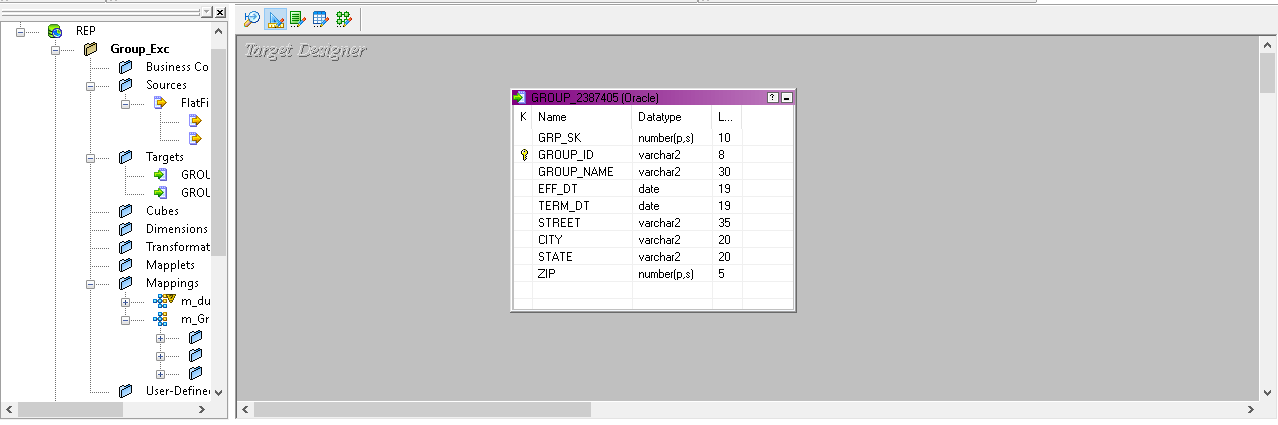 REP
Group_Exc
Business Co
Sources
FlatFi
Targets
GROU
GROU
Cubes
Dimensions
Transformat
Mapplets
Mappings
m_du
m_Gr
User-Define
Target Designer
GROUP_2387405 (Oracle)
K Name Datatype L...
GRP_SK number(p,s) 10
GROUP_ID varchar2 8
GROUP_NAME varchar2 30
EFF_DT date 19
TERM_DT date 19
STREET varchar2 35
CITY varchar2 20
STATE varchar2 20
ZIP number(p,s) 5